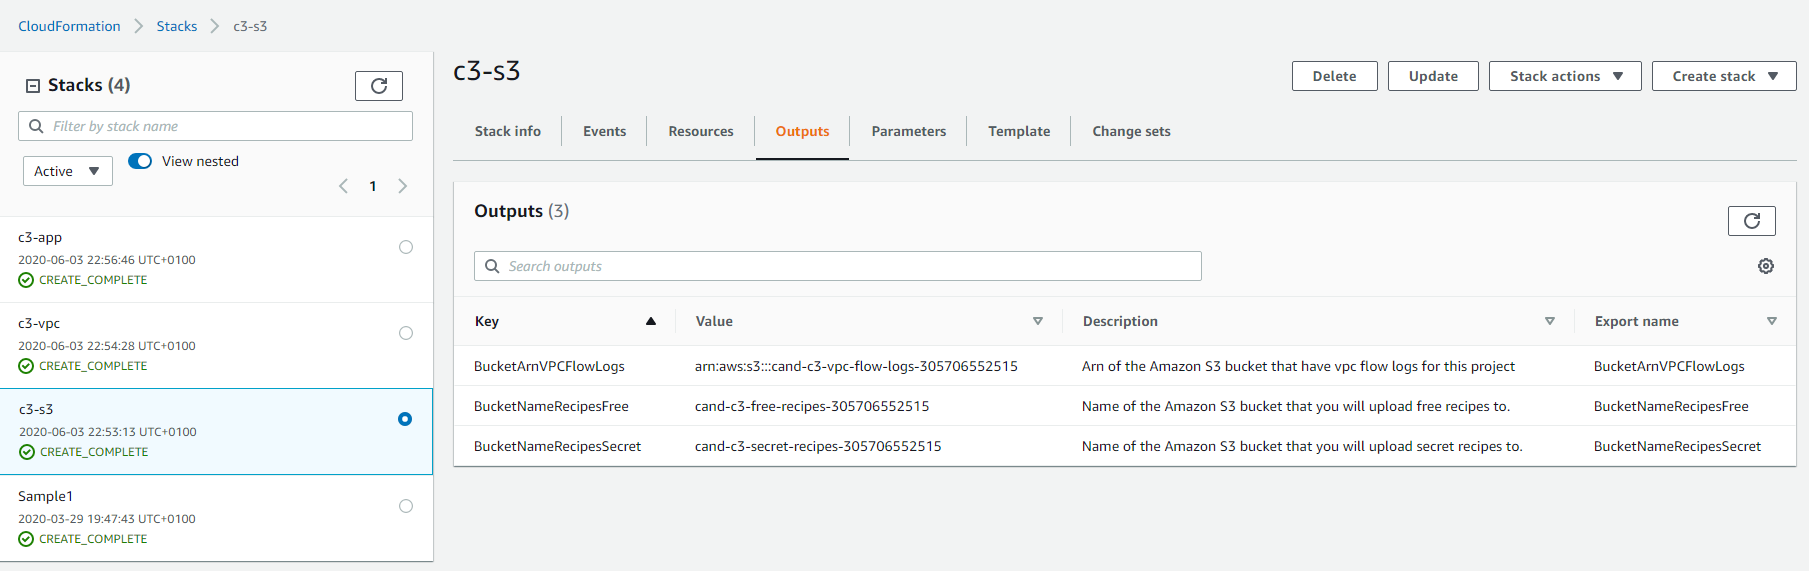 CloudFormation > Stacks > c3-s3
Stacks (4)
Filter by stack name
Active
View nested
1
c3-app
2020-06-03 22:56:46 UTC+0100
CREATE_COMPLETE
c3-vpc
2020-06-03 22:54:28 UTC+0100
CREATE_COMPLETE
c3-s3
2020-06-03 22:53:13 UTC+0100
CREATE_COMPLETE
Sample1
2020-03-29 19:47:43 UTC+0100
CREATE_COMPLETE
c3-s3
Delete Update Stack actions Create stack
Stack info Events Resources Outputs Parameters Template Change sets
Outputs (3)
Search outputs
Key Value Description Export name
BucketArnVPCFlowLogs arn:aws:s3:::cand-c3-vpc-flow-logs-305706552515 Arn of the Amazon S3 bucket that have vpc flow logs for this project BucketArnVPCFlowLogs
BucketNameRecipesFree cand-c3-free-recipes-305706552515 Name of the Amazon S3 bucket that you will upload free recipes to. BucketNameRecipesFree
BucketNameRecipesSecret cand-c3-secret-recipes-305706552515 Name of the Amazon S3 bucket that you will upload secret recipes to. BucketNameRecipesSecret